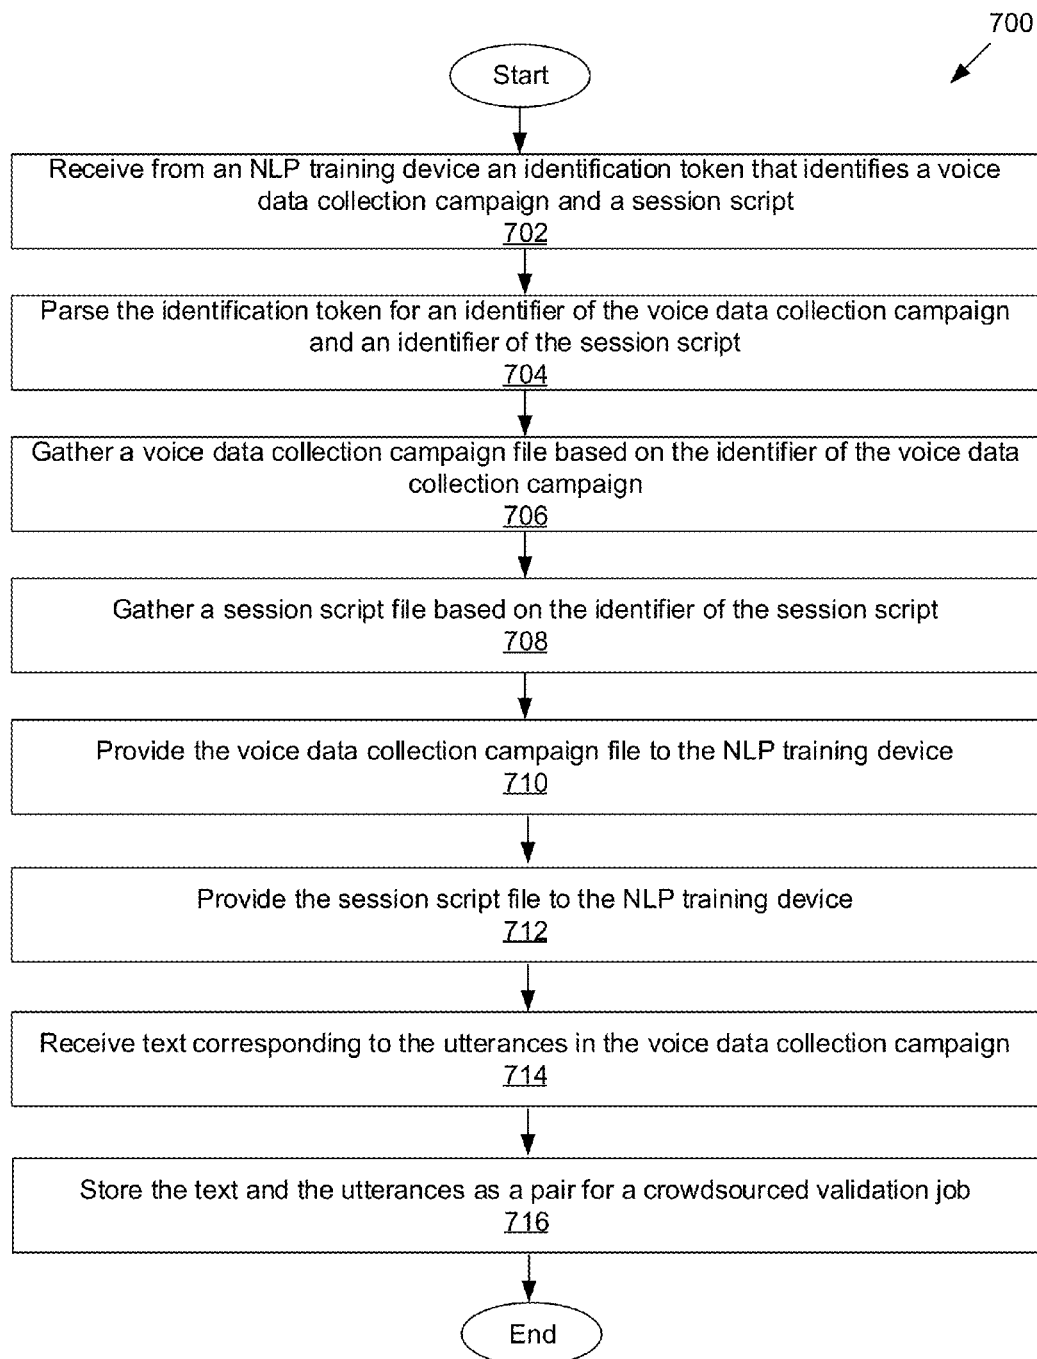 700
Start
Receive from an NLP training device an identification token that identifies a voice
data collection campaign and a session script
702
Parse the identification token for an identifier of the voice data collection campaign
and an identifier of the session script
704
Gather a voice data collection campaign file based on the identifier of the voice data
collection campaign
706
Gather a session script file based on the identifier of the session script
708
Provide the voice data collection campaign file to the NLP training device
710
Provide the session script file to the NLP training device
712
Receive text corresponding to the utterances in the voice data collection campaign
714
Store the text and the utterances as a pair for a crowdsourced validation job
716
End